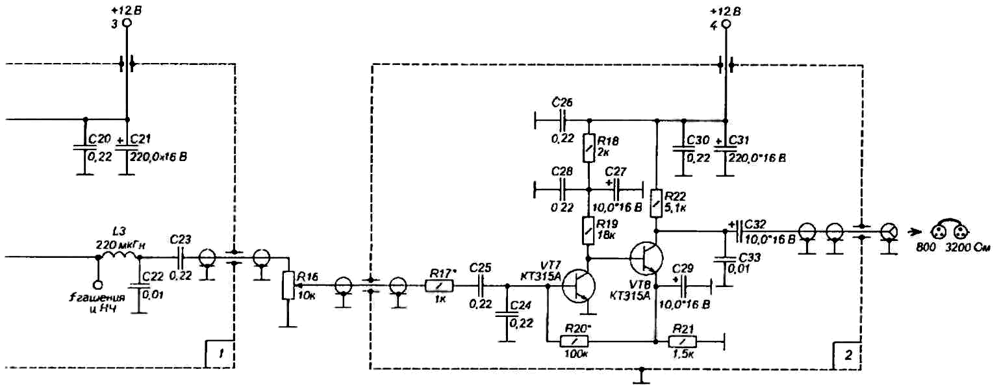 +12 В
3
+12 В
4
C20
0,22
+ C21
220,0x16 В
C26
0,22
R18
2к
C30
0,22
+ C31
220,0*16 В
C28
0 22
C27
+
10,0*16 В
R22
5,1к
R19
18к
L3
220 мкГн
C23
0,22
C22
0,01
fгашения
и НЧ
R16
10к
R17*
1к
C25
0,22
C24
0,22
VT7
КТ315А
VT8
КТ315А
C29
+
10,0*16 В
+ C32
10,0*16 В
C33
0,01
800 3200 Ом
R20*
100к
R21
1,5к
1
2